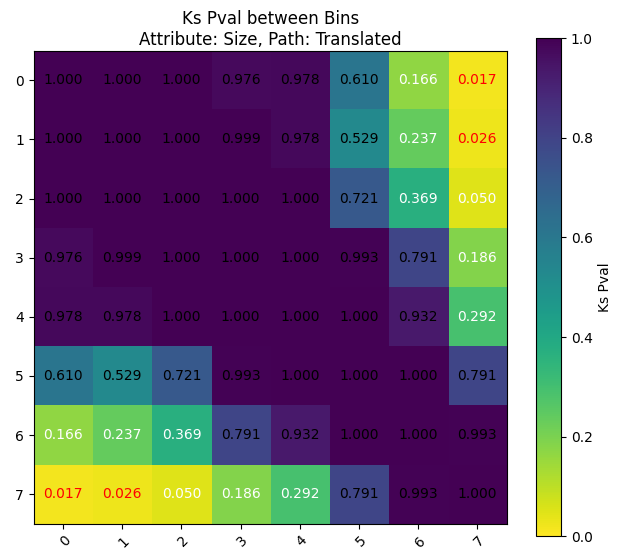 Ks Pval between Bins
Attribute: Size, Path: Translated
0 1.000 1.000 1.000 0.976 0.978 0.610 0.166 0.017
1 1.000 1.000 1.000 0.999 0.978 0.529 0.237 0.026
2 1.000 1.000 1.000 1.000 1.000 0.721 0.369 0.050
3 0.976 0.999 1.000 1.000 1.000 0.993 0.791 0.186
4 0.978 0.978 1.000 1.000 1.000 1.000 0.932 0.292
5 0.610 0.529 0.721 0.993 1.000 1.000 1.000 0.791
6 0.166 0.237 0.369 0.791 0.932 1.000 1.000 0.993
7 0.017 0.026 0.050 0.186 0.292 0.791 0.993 1.000
0 1 2 3 4 5 6 7
1.0
0.8
0.6
0.4
0.2
0.0
Ks Pval